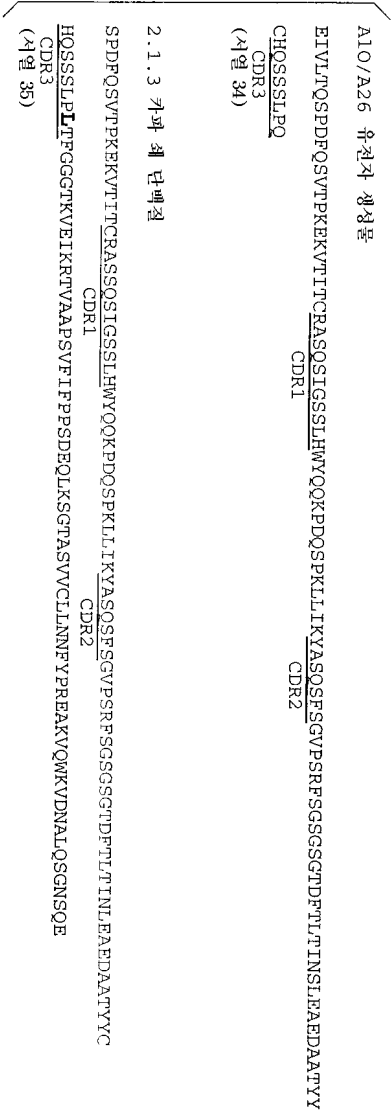 A10/A26 유전자 생성물
EIVLTQSPDFQSVTPKEKVTITCRASQSIGSSLHWYQQKPDQSPKLLIKYASQSFSGVPSRFSGSGSGTDFTLTINSLEAEDAATYY
CDR1 CDR2
CHQSSSLPQ
CDR3
(서열 34)
2.1.3 카파 쇄 단백질
SPDFQSVTPKEKVTITCRASSQSIGSSLHWYQQKPDQSPKLLIKYASQSFSGVPSRFSGSGSGTDFTLTINLEAEDAATYYC
CDR1 CDR2
HQSSSLPLTFGGGTKVEIKRTVAAPSVFIFPPSDEQLKSGTASVVCLLNNFYPREAKVQWKVDNALQSGNSQE
CDR3
(서열 35)